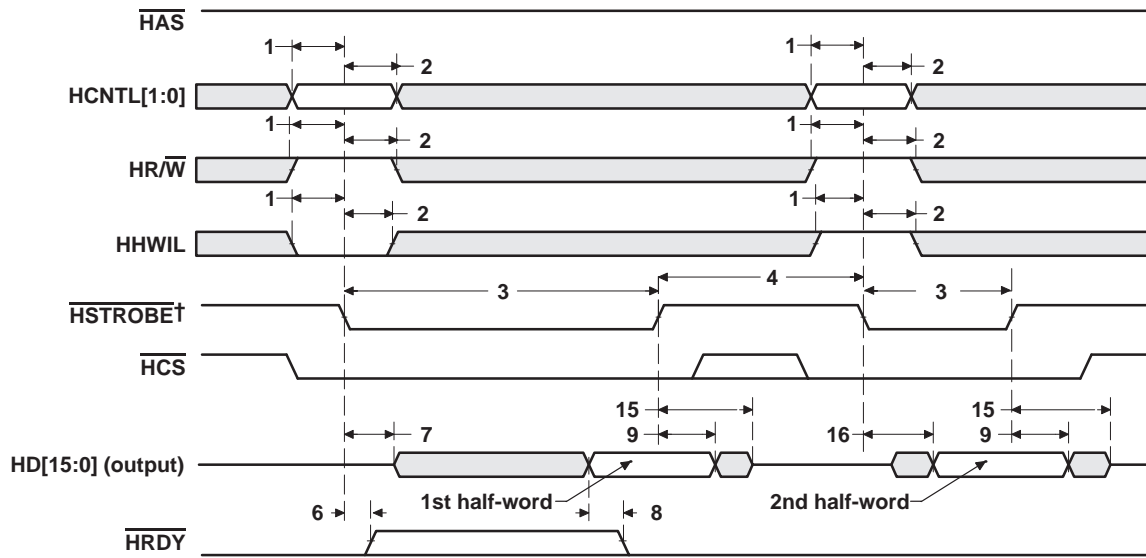 HAS
1
2
1
2
HCNTL[1:0]
1
2
1
2
HR/W
1
2
1
2
HHWIL
3
4
3
HSTROBE†
HCS
7
15
9
16
15
9
HD[15:0] (output)
1st half-word
2nd half-word
6
8
HRDY